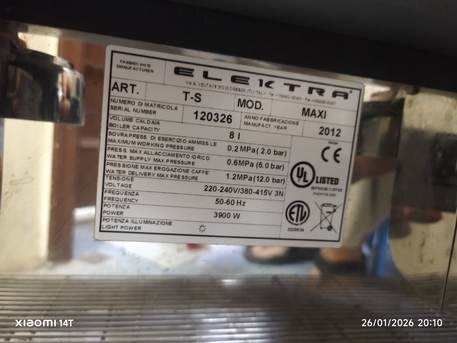 FABBRICANTE
MANUFACTURER
ELEKTRA
ART. T-S MOD. MAXI
NUMERO DI MATRICOLA
SERIAL NUMBER
120326
ANNO FABBRICAZIONE
MANUFACT. YEAR
2012
VOLUME CALDAIA
BOILER CAPACITY
8 l
SOVRAPRESS. DI ESERCIZIO AMMISSILE
MAXIMUM WORKING PRESSURE
0.2 MPa ( 2.0 bar)
PRESS. MAX ALLACCIAMENTO IDRICO
WATER SUPPLY MAX PRESSURE
0.6MPa (6.0 bar)
PRESSIONE MAX EROGAZIONE CAFFE'
WATER DELIVERY MAX PRESSURE
1.2MPa (12.0 bar)
TENSIONE
VOLTAGE
220-240V/380-415V 3N
FREQUENZA
FREQUENCY
50-60 Hz
POTENZA
POWER
3900 W
POTENZA ILLUMINAZIONE
LIGHT POWER
CE
UL LISTED
ETL
XIAOMI 14T
26/01/2026 20:10